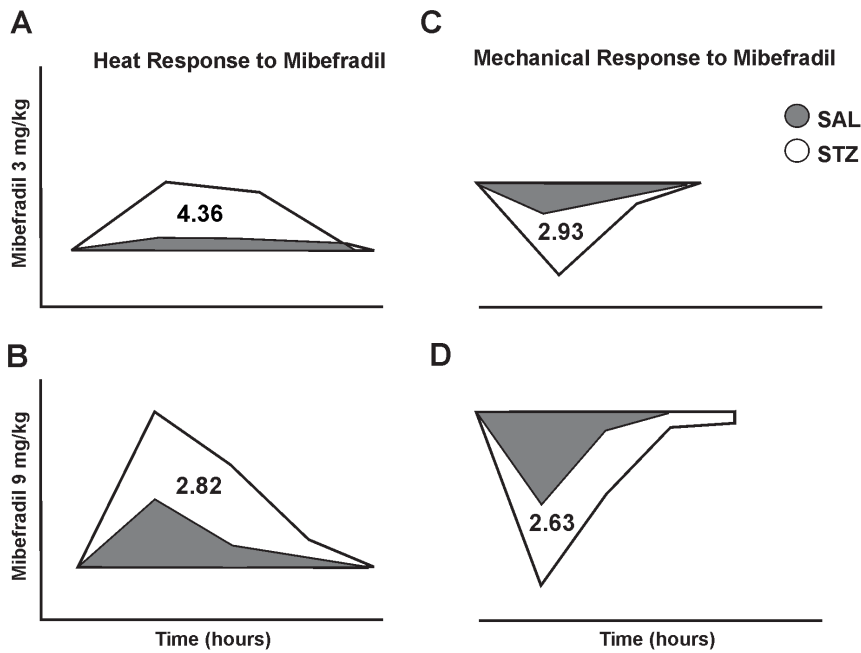 A
Heat Response to Mibefradil
Mibefradil 3 mg/kg
4.36
C
Mechanical Response to Mibefradil
SAL
STZ
2.93
B
Mibefradil 9 mg/kg
2.82
Time (hours)
D
2.63
Time (hours)